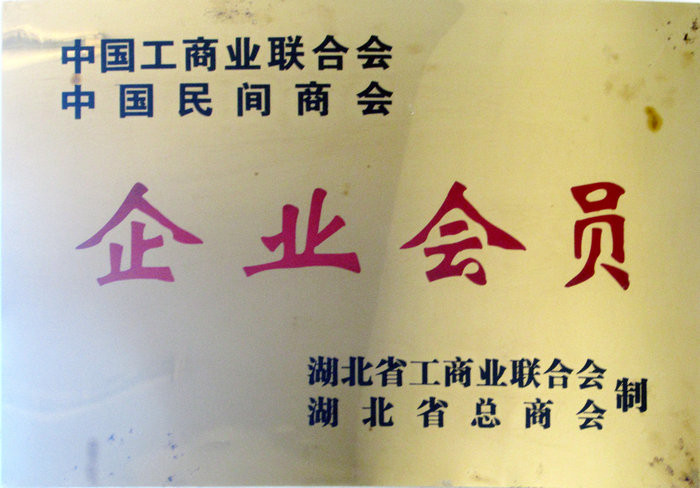 中国工商业联合会
中国民间商会
企业会员
湖北省工商业联合会
湖北省总商会
制